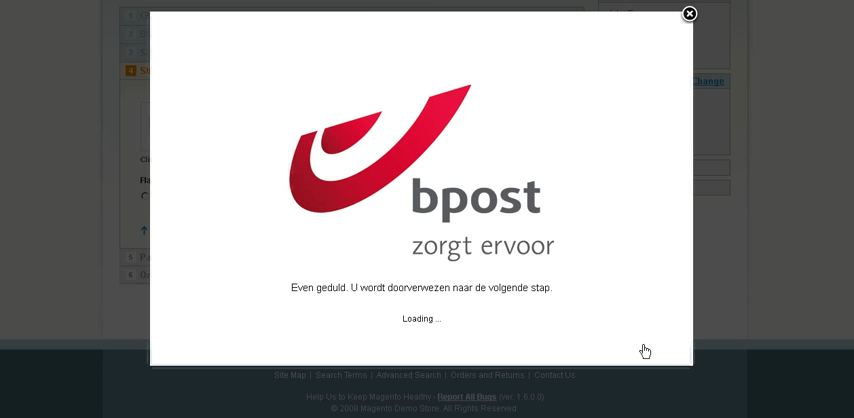 Change
bpost
zorgt ervoor
Even geduld. U wordt doorverwezen naar de volgende stap.
Loading ...
Site Map | Search Terms | Advanced Search | Orders and Returns | Contact Us
Help Us to Keep Magento Healthy - Report All Bugs (ver. 1.6.0.0)
© 2008 Magento Demo Store. All Rights Reserved.